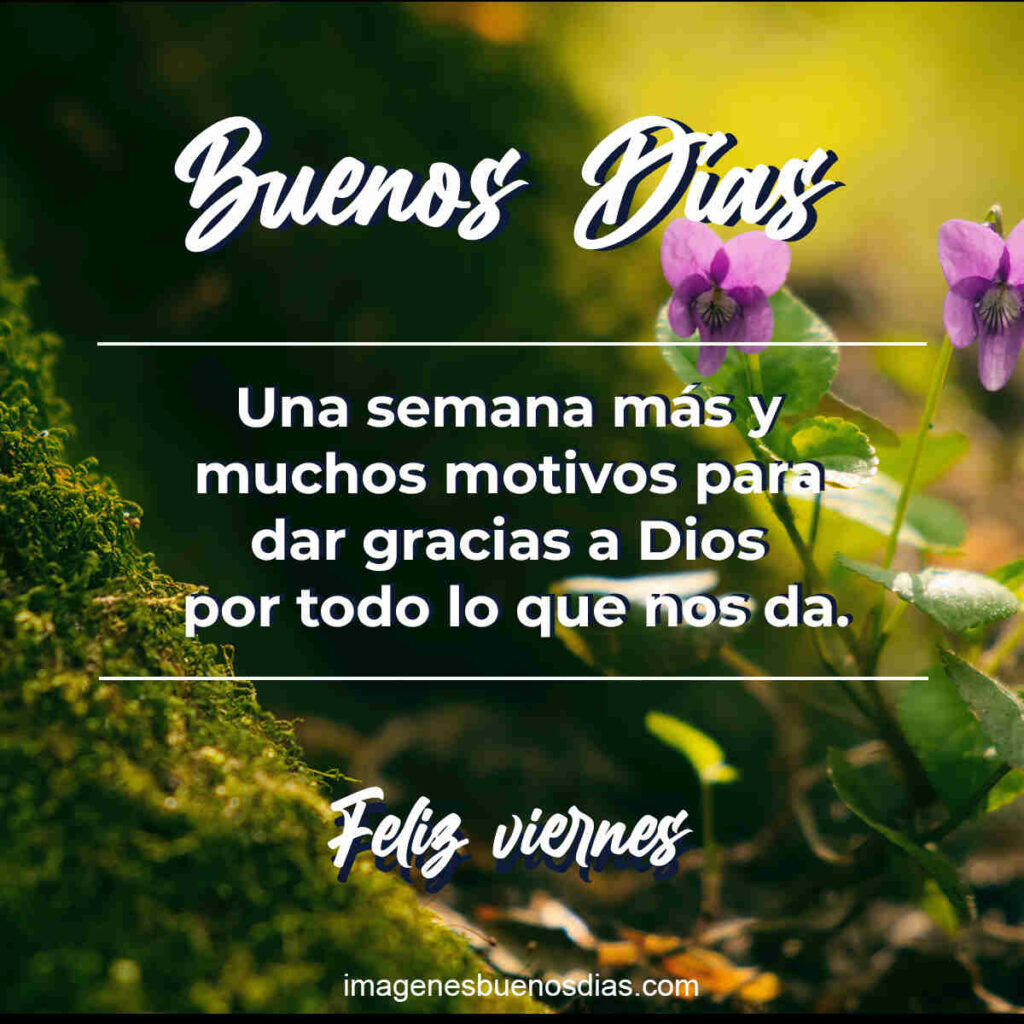 Buenos Días
Una semana más y
muchos motivos para
dar gracias a Dios
por todo lo que nos da.
Feliz viernes
imagenesbuenosdias.com